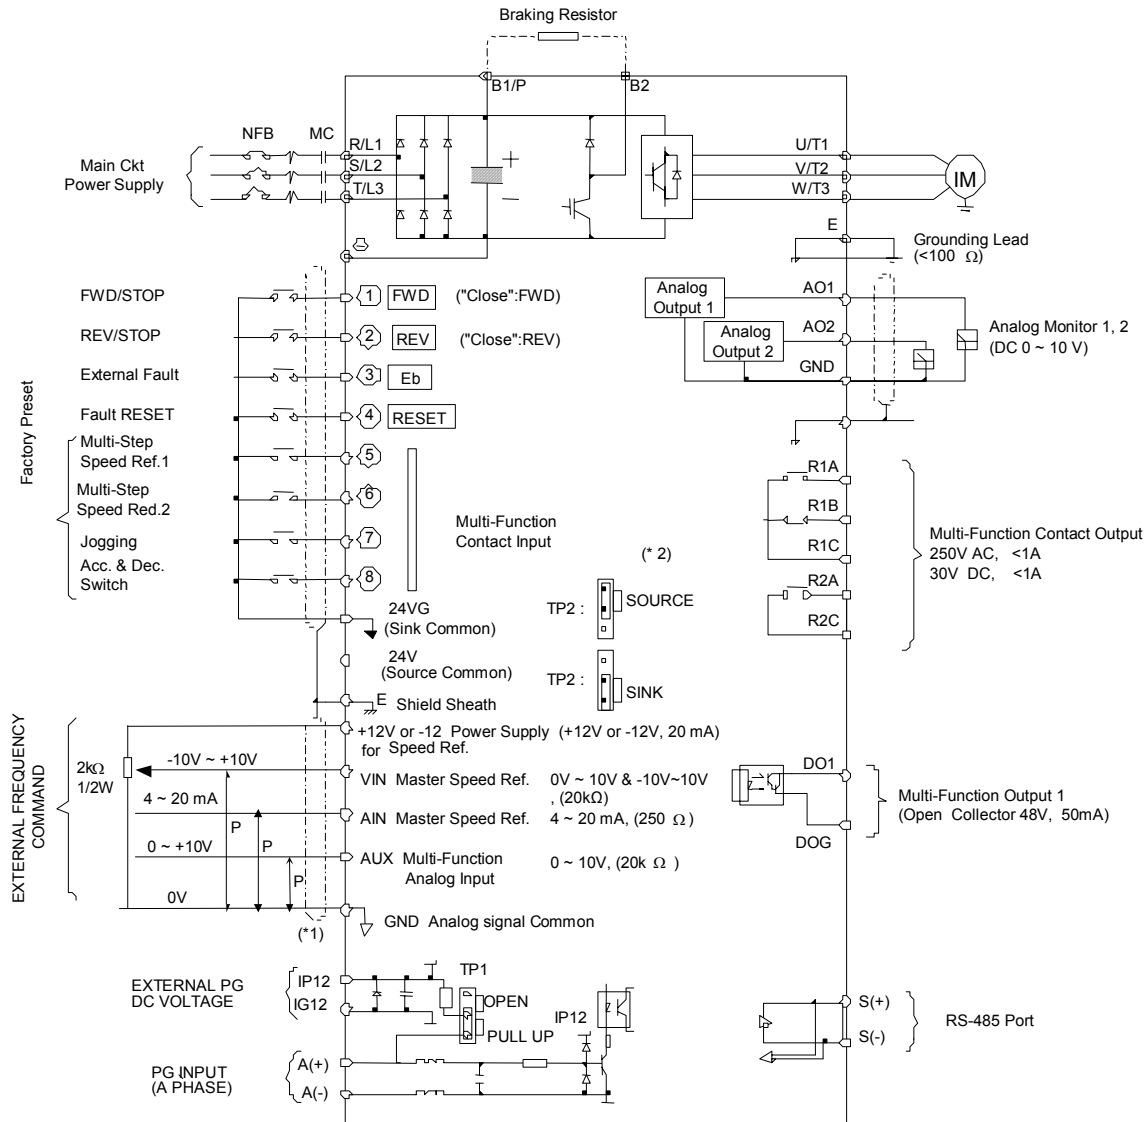 Braking Resistor
B1/P
B2
NFB
MC
R/L1
S/L2
T/L3
Main Ckt
Power Supply
+
−
U/T1
V/T2
W/T3
IM
E
Grounding Lead
(<100 Ω)
FWD/STOP
1
FWD
("Close":FWD)
REV/STOP
2
REV
("Close":REV)
External Fault
3
Eb
Fault RESET
4
RESET
Factory Preset
Multi-Step
Speed Ref.1
5
Multi-Step
Speed Red.2
6
Jogging
7
Acc. & Dec.
Switch
8
Multi-Function
Contact Input
24VG
(Sink Common)
24V
(Source Common)
E
Shield Sheath
(* 2)
TP2 :
SOURCE
TP2 :
SINK
Analog
Output 1
Analog
Output 2
AO1
AO2
GND
Analog Monitor 1, 2
(DC 0 ~ 10 V)
R1A
R1B
R1C
R2A
R2C
Multi-Function Contact Output
250V AC, <1A
30V DC, <1A
EXTERNAL FREQUENCY
COMMAND
2kΩ
1/2W
-10V ~ +10V
4 ~ 20 mA
0 ~ +10V
0V
P
P
P
(*1)
+12V or -12 Power Supply (+12V or -12V, 20 mA)
for Speed Ref.
VIN Master Speed Ref. 0V ~ 10V & -10V~10V
, (20kΩ)
AIN Master Speed Ref. 4 ~ 20 mA, (250 Ω)
AUX Multi-Function 0 ~ 10V, (20k Ω)
Analog Input
GND Analog signal Common
DO1
DOG
Multi-Function Output 1
(Open Collector 48V, 50mA)
EXTERNAL PG
DC VOLTAGE
IP12
IG12
TP1
OPEN
PULL UP
IP12
PG INPUT
(A PHASE)
A(+)
A(-)
S(+)
S(-)
RS-485 Port